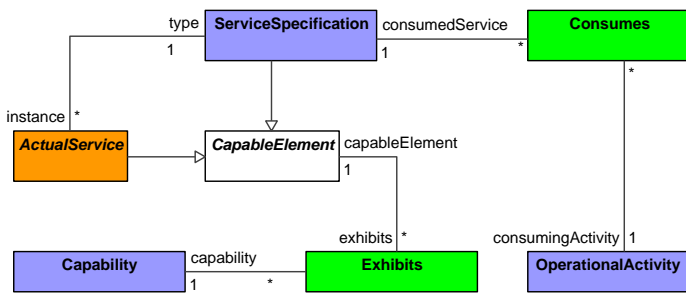 type
ServiceSpecification
consumedService
Consumes
1
1
*
*
instance
*
ActualService
CapableElement
capableElement
1
exhibits
*
consumingActivity
1
Capability
capability
Exhibits
OperationalActivity
1
*